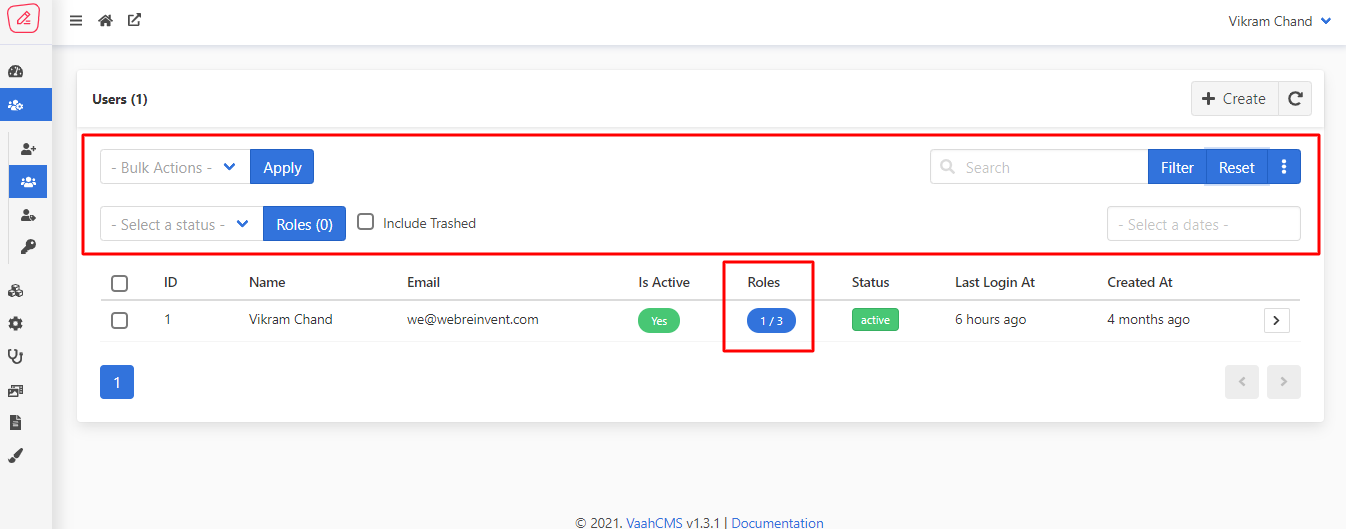 Vikram Chand
Users (1)
Create
- Bulk Actions -
Apply
Search
Filter
Reset
- Select a status -
Roles (0)
Include Trashed
- Select a dates -
ID Name Email Is Active Roles Status Last Login At Created At
1 Vikram Chand we@webreinvent.com Yes 1 / 3 active 6 hours ago 4 months ago
1
© 2021. VaahCMS v1.3.1 | Documentation